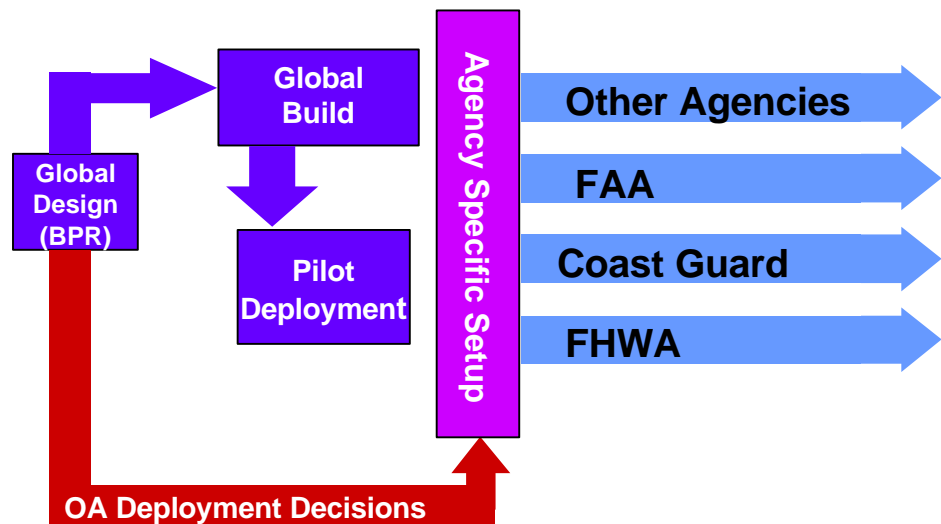 Global
Build
Global
Design
(BPR)
Pilot
Deployment
Agency Specific Setup
Other Agencies
FAA
Coast Guard
FHWA
OA Deployment Decisions